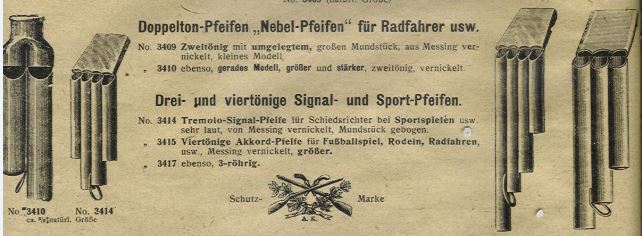 Doppelton-Pfeifen „Nebel-Pfeifen" für Radfahrer usw.
No. 3409 Zweitönig mit umgelegtem, großen Mundstück, aus Messing ver-
nickelt, kleines Modell,
„ 3410 ebenso, gerades Modell, größer und stärker, zweitönig, vernickelt.
Drei- und viertönige Signal- und Sport-Pfeifen.
No. 3414 Tremolo-Signal-Pfeife für Schiedsrichter bei Sportspielen usw.
sehr laut, von Messing vernickelt, Mundstück gebogen.
„ 3415 Viertönige Akkord-Pfeife für Fußballspiel, Rodeln, Radfahren,
usw., Messing vernickelt, größer.
„ 3417 ebenso, 3-röhrig.
Schutz- Marke
A. K.
No 3410 No. 3414
ca. natürl. Größe